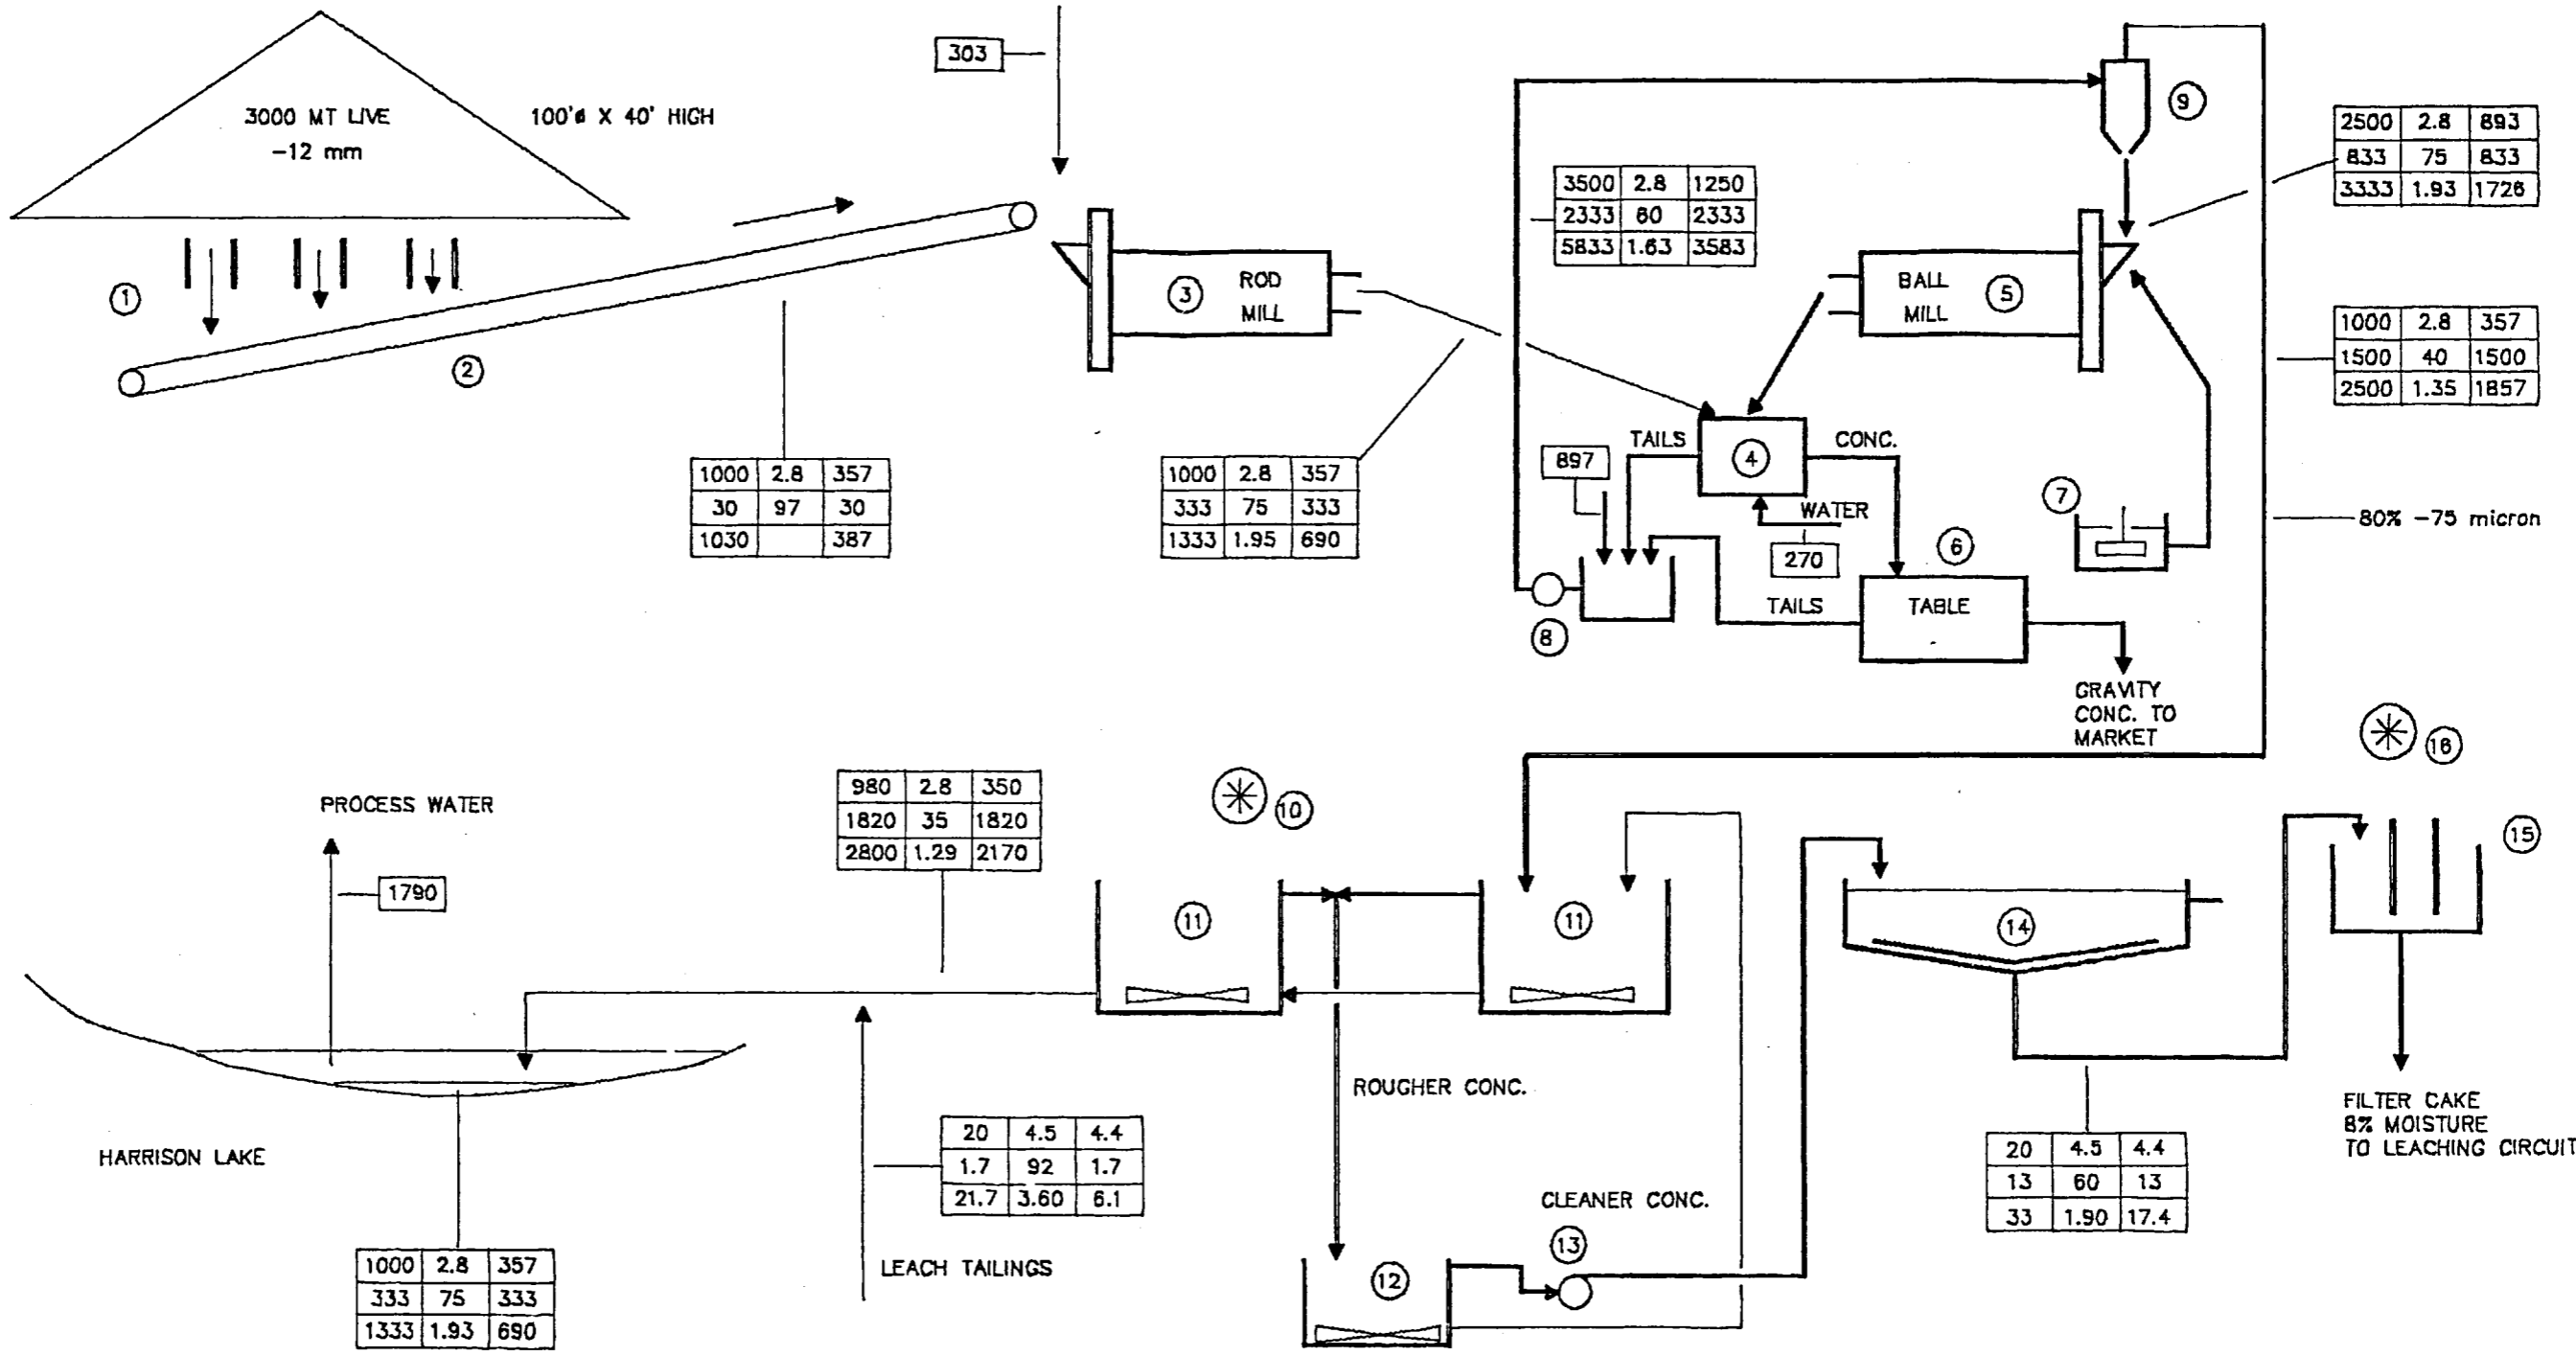 303
3000 MT LIVE
-12 mm
100'ø X 40' HIGH
9
2500 2.8 893
833 75 833
3333 1.93 1726
3500 2.8 1250
2333 60 2333
5833 1.63 3583
1
2
3
ROD
MILL
BALL
MILL
5
1000 2.8 357
1500 40 1500
2500 1.35 1857
1000 2.8 357
30 97 30
1030 387
1000 2.8 357
333 75 333
1333 1.95 690
TAILS
4
CONC.
897
WATER
270
7
80% -75 micron
6
TABLE
TAILS
8
GRAVITY
CONC. TO
MARKET
16
PROCESS WATER
1790
980 2.8 350
1820 35 1820
2800 1.29 2170
10
11
11
14
15
ROUGHER CONC.
HARRISON LAKE
20 4.5 4.4
1.7 92 1.7
21.7 3.60 6.1
LEACH TAILINGS
1000 2.8 357
333 75 333
1333 1.93 690
CLEANER CONC.
13
12
20 4.5 4.4
13 60 13
33 1.90 17.4
FILTER CAKE
8% MOISTURE
TO LEACHING CIRCUIT